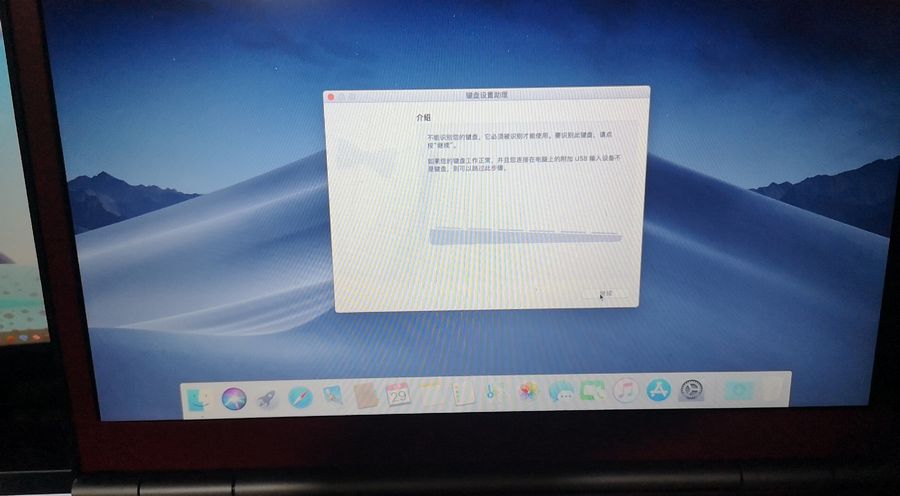 键盘设置助理
介绍
不能识别您的键盘，它必须被识别才能使用。要识别此键盘，请点
按“继续”。
如果您的键盘工作正常，并且您连接在电脑上的附加 USB 输入设备不
是键盘，则可以跳过此步骤。
继续
29